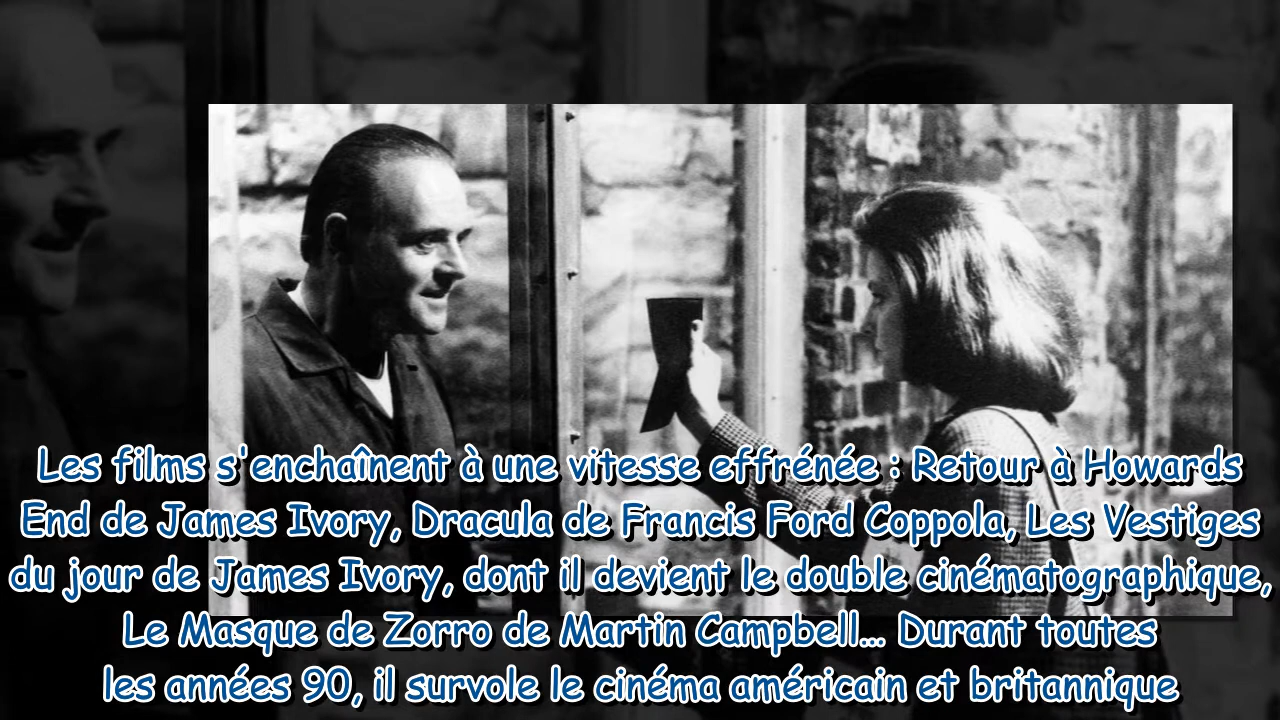 Les films s'enchaînent à une vitesse effrénée : Retour à Howards
End de James Ivory, Dracula de Francis Ford Coppola, Les Vestiges
du jour de James Ivory, dont il devient le double cinématographique,
Le Masque de Zorro de Martin Campbell... Durant toutes
les années 90, il survole le cinéma américain et britannique